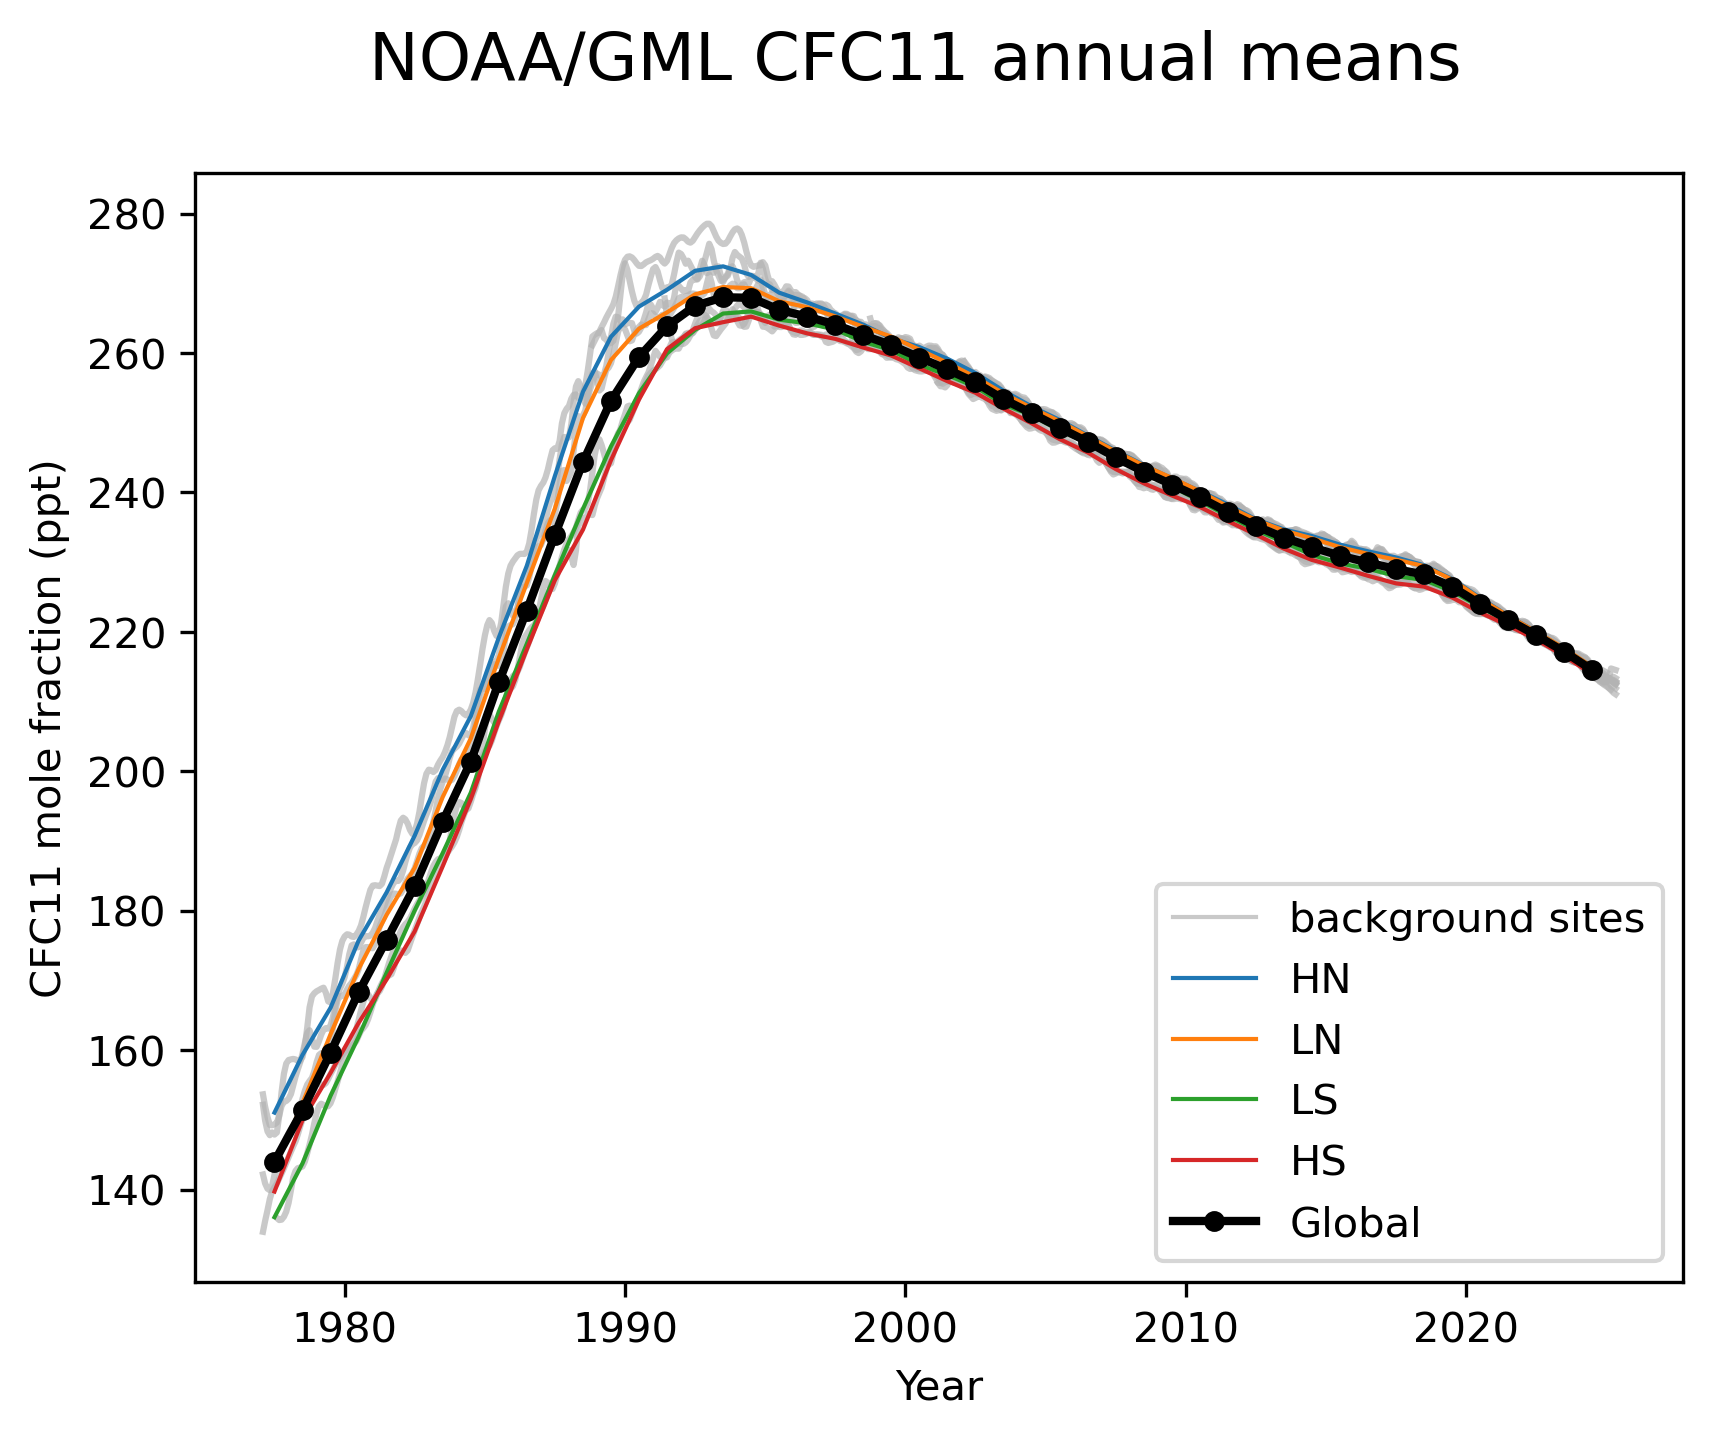 NOAA/GML CFC11 annual means
280
260
240
220
200
180
160
140
CFC11 mole fraction (ppt)
1980
1990
2000
2010
2020
Year
background sites
HN
LN
LS
HS
Global